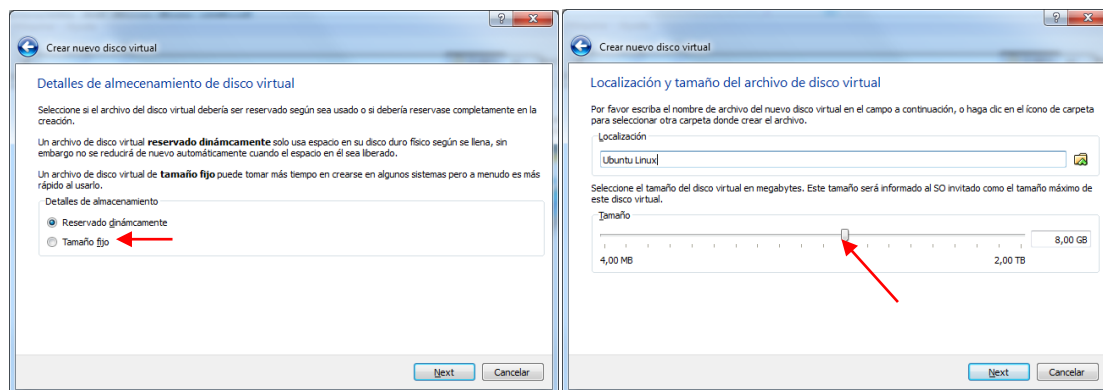 Crear nuevo disco virtual
Detalles de almecenamiento de disco virtual
Seleccione si el archivo del disco virtual debería ser reservado según sea usado o si debería reservase completamente en la
creación.
Un archivo de disco virtual reservado dinámcamente solo usa espacio en su disco duro físico según se llena, sin
embargo no se reducirá de nuevo automáticamente cuando el espacio en él sea liberado.
Un archivo de disco virtual de tamaño fijo puede tomar más tiempo en crearse en algunos sistemas pero a menudo es más
rápido al usarlo.
Detalles de almacenamiento
Reservado dinámcamente
Tamaño fijo
Next Cancelar
Crear nuevo disco virtual
Localización y tamaño del archivo de disco virtual
Por favor escriba el nombre de archivo del nuevo disco virtual en el campo a continuación, o haga clic en el ícono de carpeta
para seleccionar otra carpeta donde crear el archivo.
Localización
Ubuntu Linux
Seleccione el tamaño del disco virtual en megabytes. Este tamaño será informado al SO invitado como el tamaño máximo de
este disco virtual.
Tamaño
8,00 GB
4,00 MB 2,00 TB
Next Cancelar